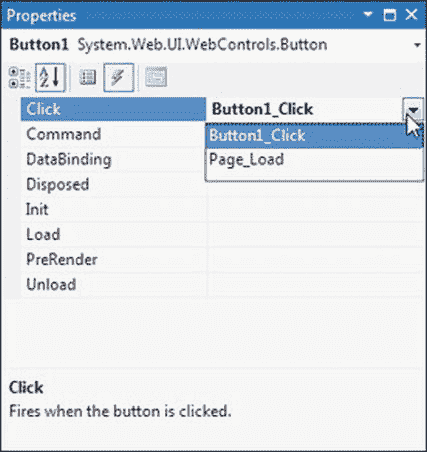 Properties
Button1 System.Web.UI.WebControls.Button
A
Z
Click Button1_Click
Button1_Click
Page_Load
Command
DataBinding
Disposed
Init
Load
PreRender
Unload
Click
Fires when the button is clicked.